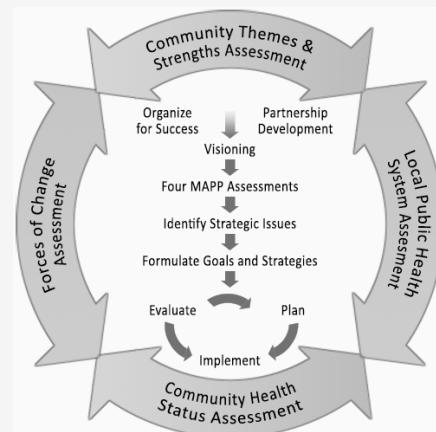 Community Themes &
Strengths Assessment
Organize
for Success
Partnership
Development
Visioning
Four MAPP Assessments
Identify Strategic Issues
Formulate Goals and Strategies
Evaluate
Plan
Implement
Forces of Change
Assessment
Local Public Health
System Assessment
Community Health
Status Assessment